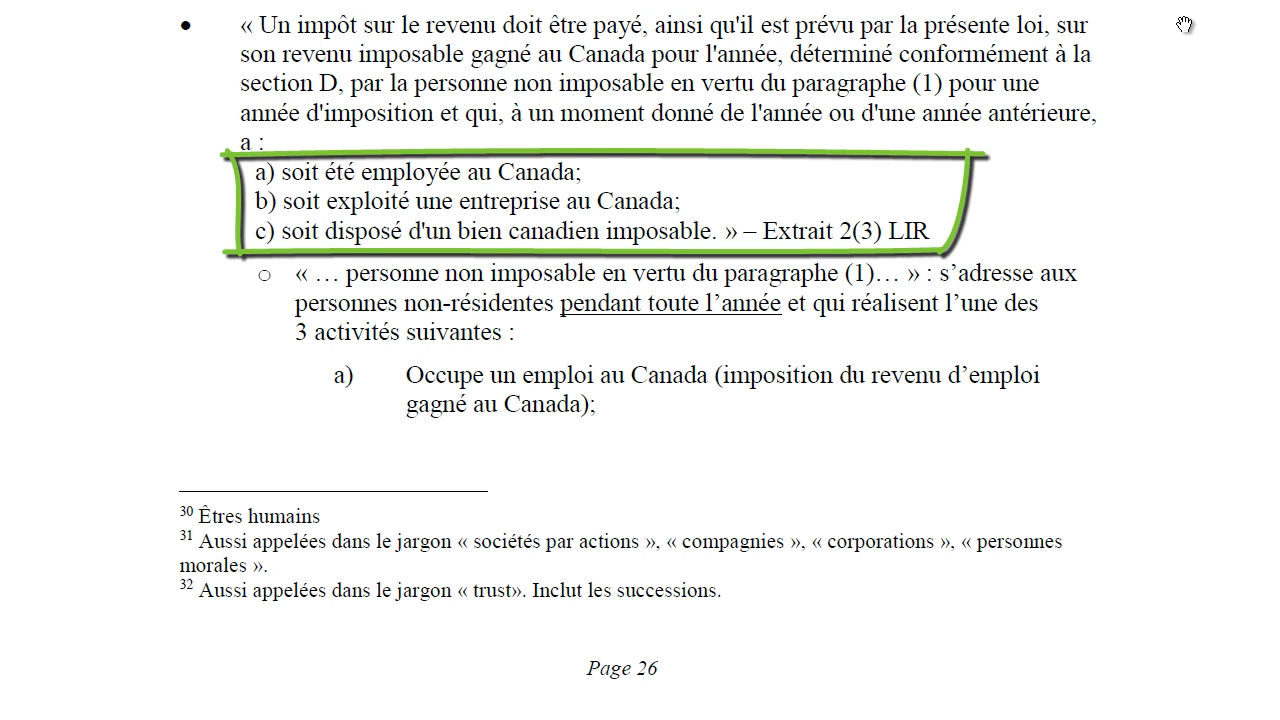 • « Un impôt sur le revenu doit être payé, ainsi qu'il est prévu par la présente loi, sur
son revenu imposable gagné au Canada pour l'année, déterminé conformément à la
section D, par la personne non imposable en vertu du paragraphe (1) pour une
année d'imposition et qui, à un moment donné de l'année ou d'une année antérieure,
a :
a) soit été employée au Canada;
b) soit exploité une entreprise au Canada;
c) soit disposé d'un bien canadien imposable. » – Extrait 2(3) LIR
o « … personne non imposable en vertu du paragraphe (1)… » : s’adresse aux
personnes non-résidentes pendant toute l’année et qui réalisent l’une des
3 activités suivantes :
a) Occupe un emploi au Canada (imposition du revenu d’emploi
gagné au Canada);
30 Êtres humains
31 Aussi appelées dans le jargon « sociétés par actions », « compagnies », « corporations », « personnes
morales ».
32 Aussi appelées dans le jargon « trust». Inclut les successions.
Page 26